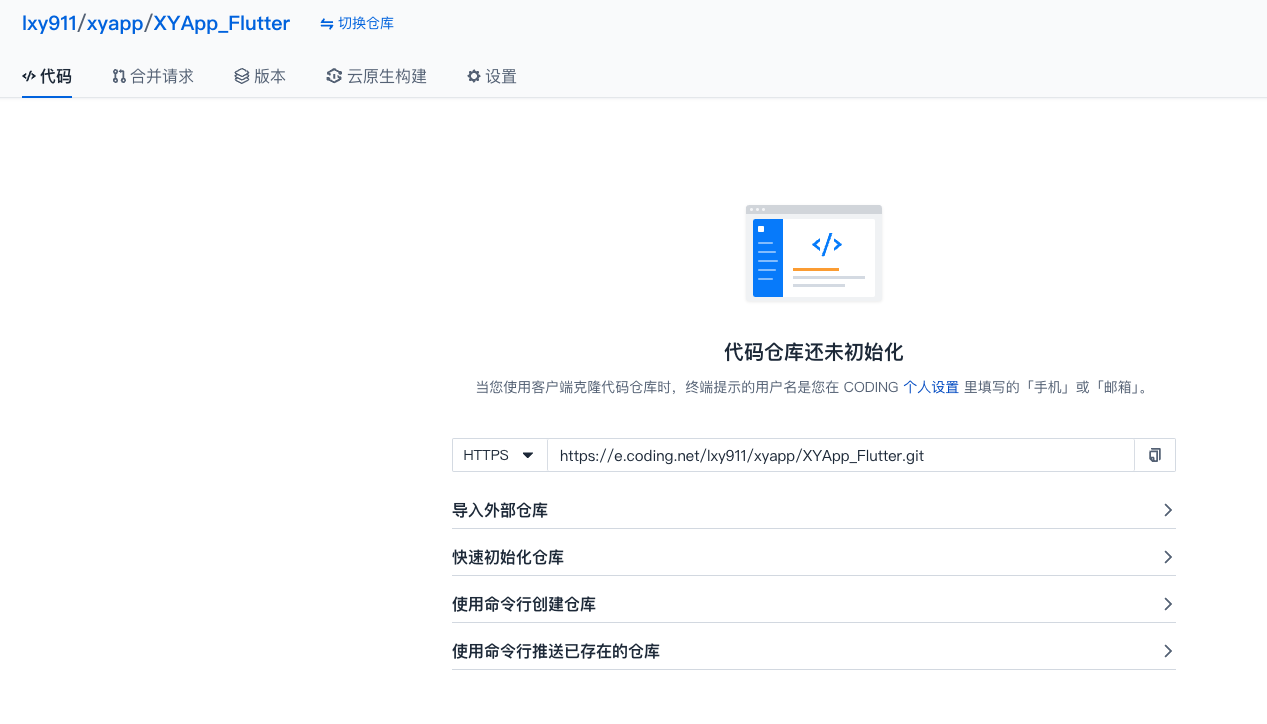 lxy911/xyapp/XYApp_Flutter 切换仓库
代码 合并请求 版本 云原生构建 设置
代码仓库还未初始化
当您使用客户端克隆代码仓库时，终端提示的用户名是您在 CODING 个人设置 里填写的「手机」或「邮箱」。
HTTPS https://e.coding.net/lxy911/xyapp/XYApp_Flutter.git
导入外部仓库
快速初始化仓库
使用命令行创建仓库
使用命令行推送已存在的仓库